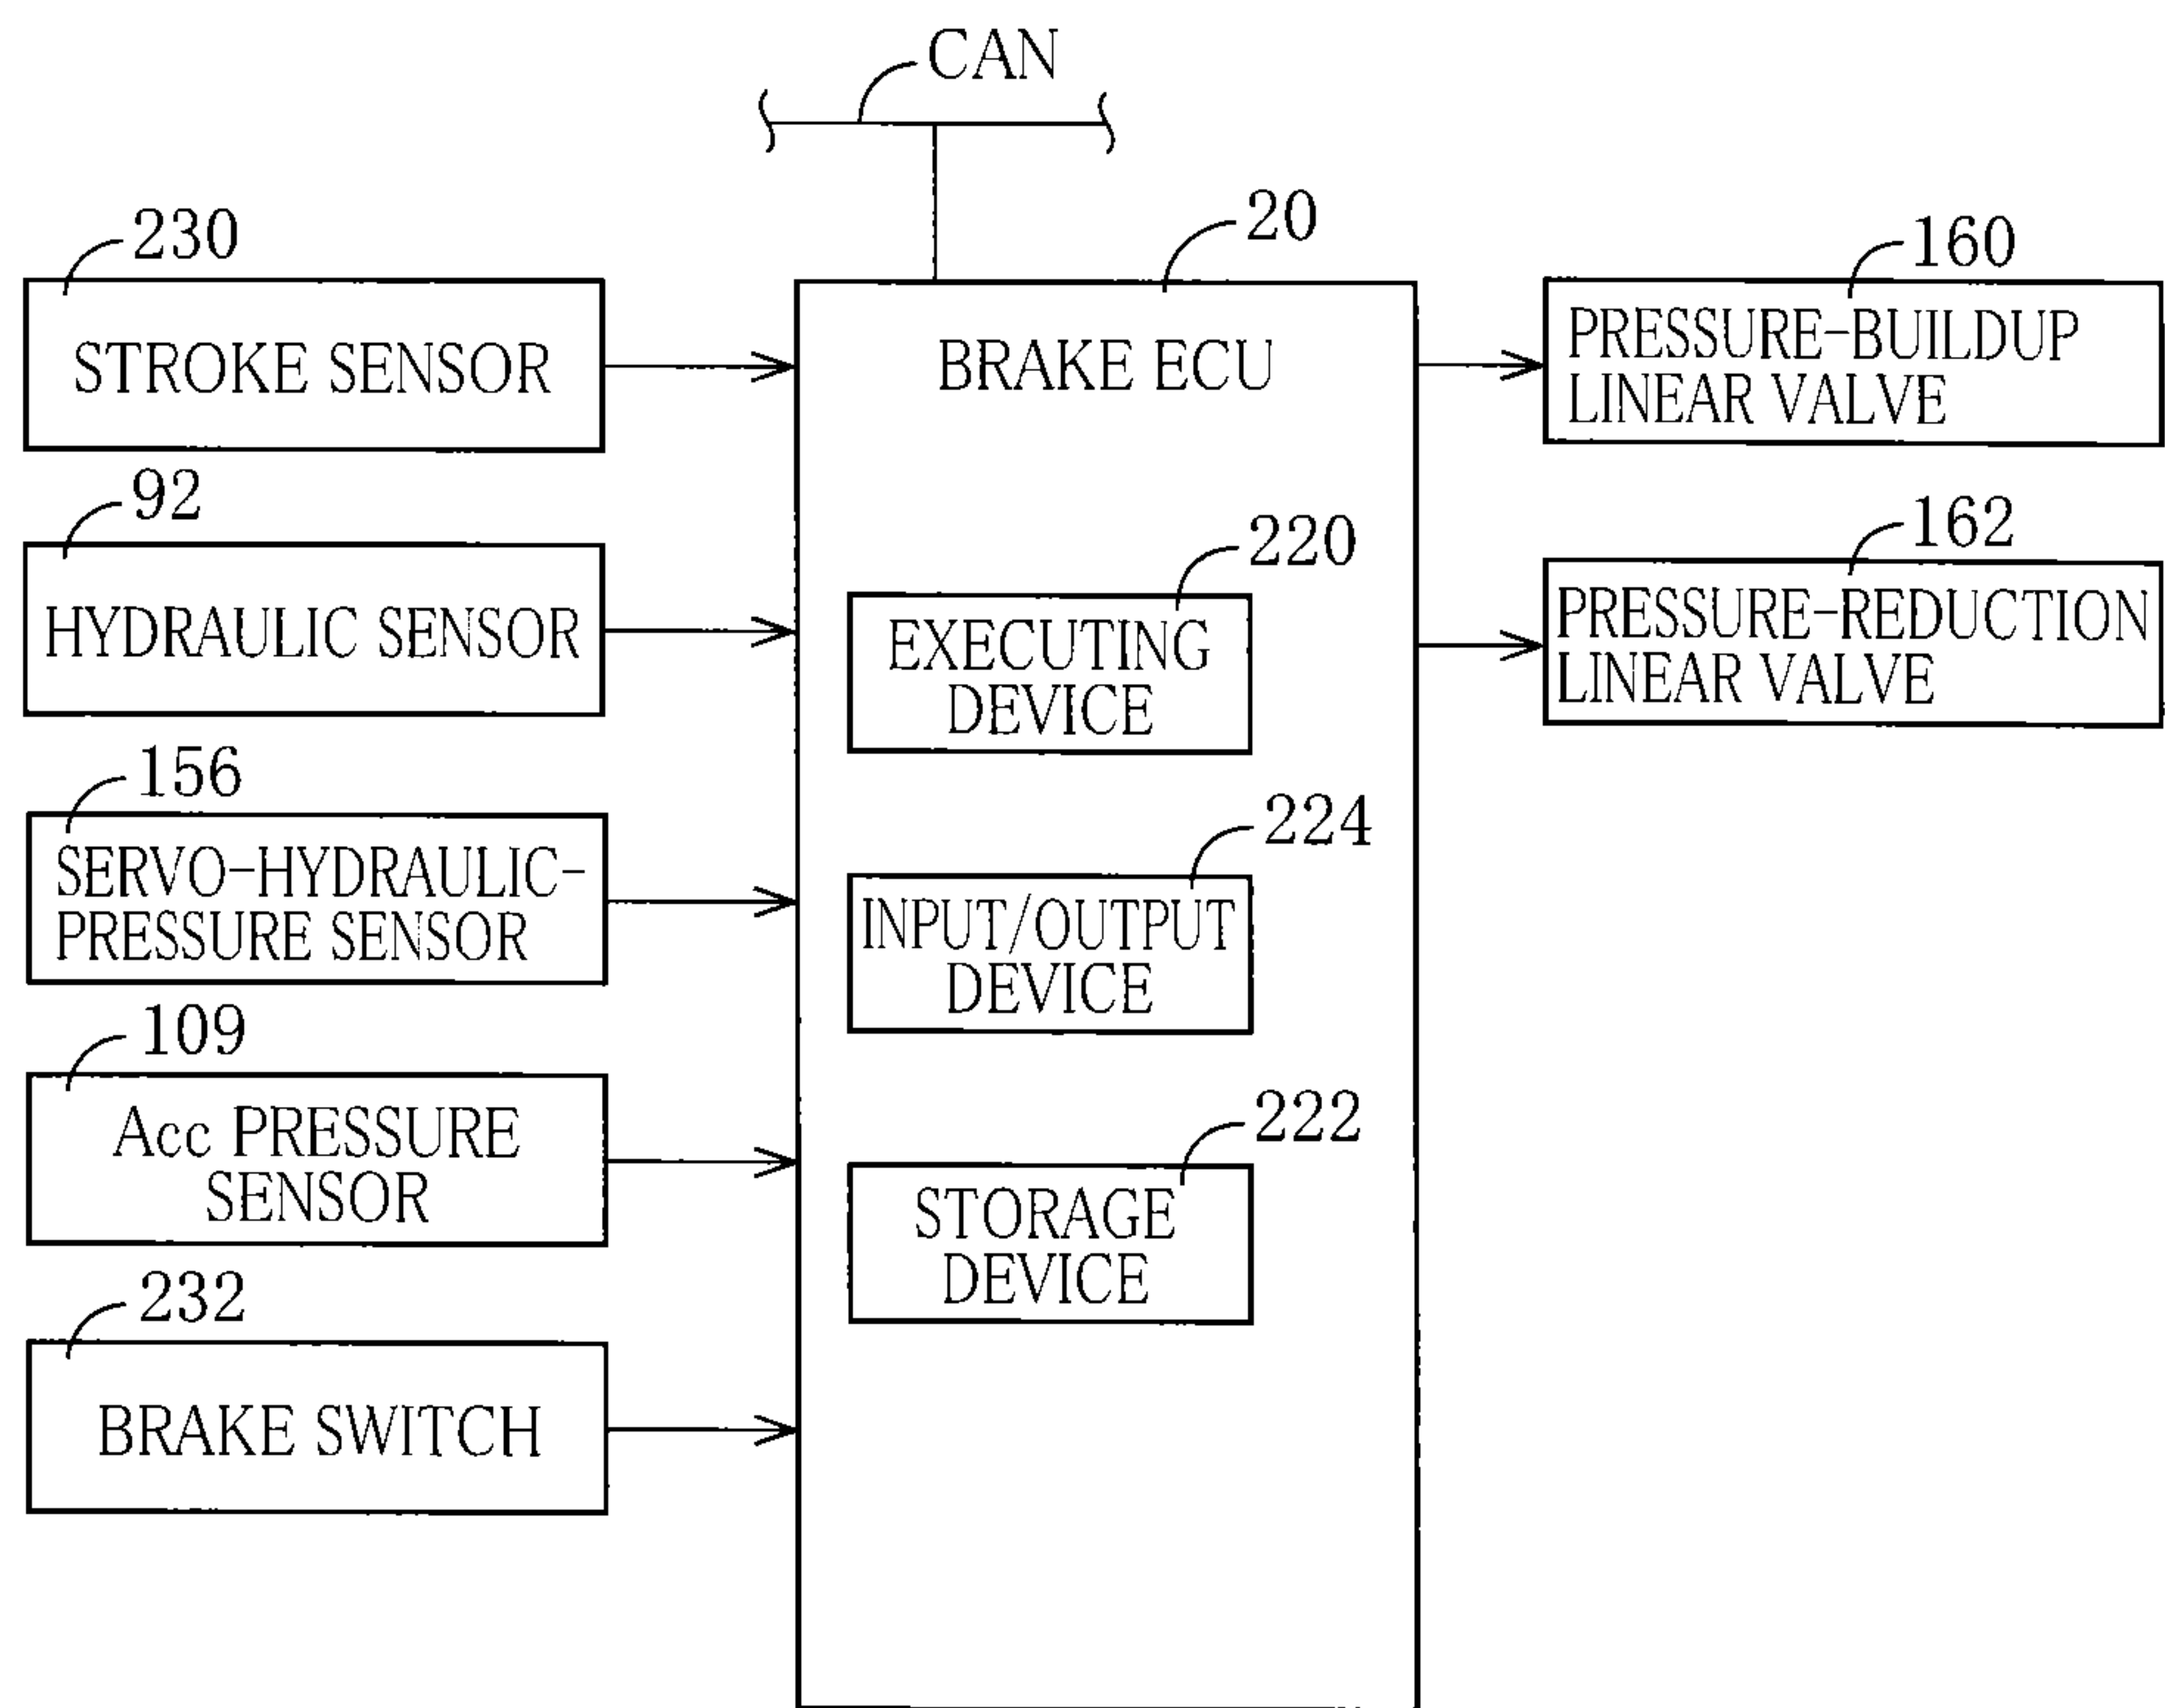 CAN
230
STROKE SENSOR
92
HYDRAULIC SENSOR
156
SERVO-HYDRAULIC-
PRESSURE SENSOR
109
Acc PRESSURE
SENSOR
232
BRAKE SWITCH
20
BRAKE ECU
220
EXECUTING
DEVICE
224
INPUT/OUTPUT
DEVICE
222
STORAGE
DEVICE
160
PRESSURE-BUILDUP
LINEAR VALVE
162
PRESSURE-REDUCTION
LINEAR VALVE